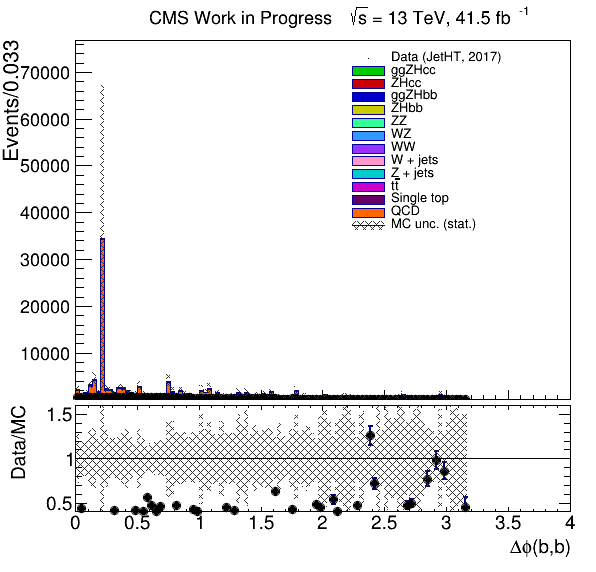 CMS Work in Progress √s = 13 TeV, 41.5 fb⁻¹
Events/0.033
70000
60000
50000
40000
30000
20000
10000
Data (JetHT, 2017)
ggZHcc
ZHcc
ggZHbb
ZHbb
ZZ
WZ
WW
W + jets
Z + jets
tt̅
Single top
QCD
MC unc. (stat.)
Data/MC
1.5
1
0.5
0 0.5 1 1.5 2 2.5 3 3.5 4
Δϕ(b,b)